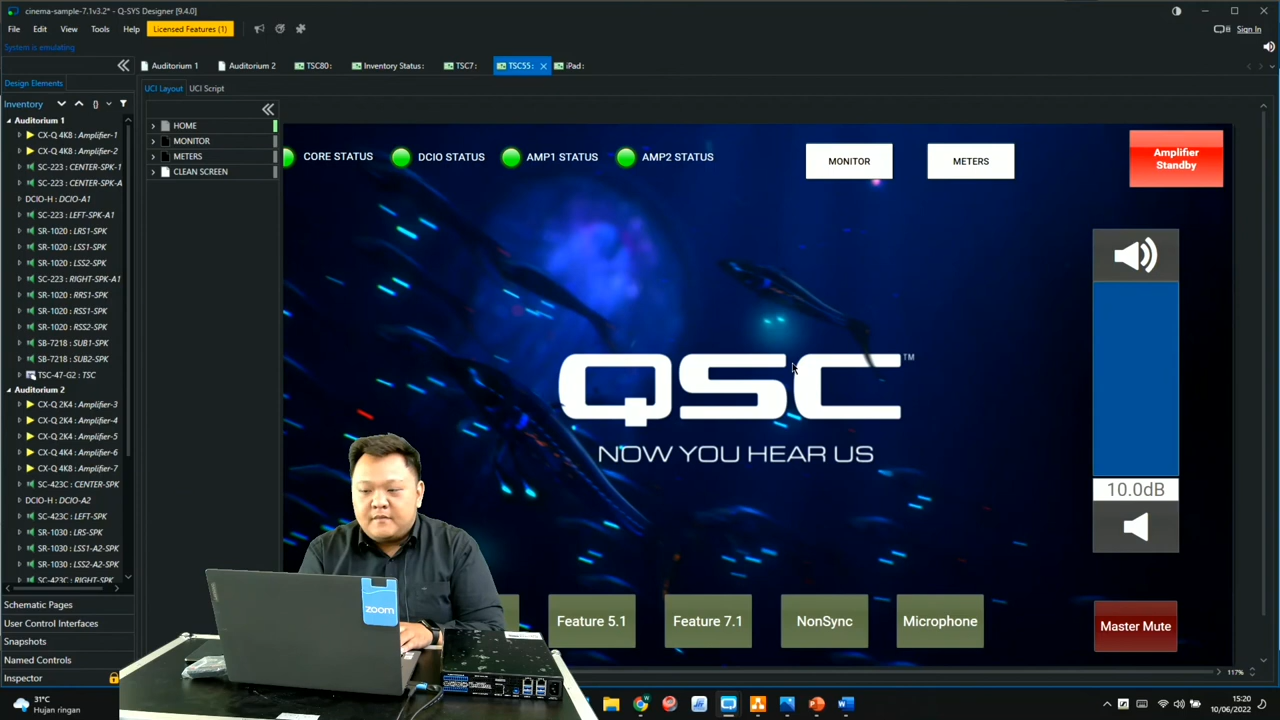 cinema-sample-7.1v3.2* - Q-SYS Designer [9.4.0]
File Edit View Tools Help Licensed Features (1) Sign In
System is emulating
Auditorium 1 Auditorium 2 TSC80: Inventory Status: TSC7: TSC55: iPad:
Design Elements
UCI Layout UCI Script
Inventory
HOME
MONITOR
METERS
CLEAN SCREEN
Auditorium 1
CX-Q 4K8 : Amplifier-1
CX-Q 4K8 : Amplifier-2
SC-223 : CENTER-SPK-1
SC-223 : CENTER-SPK-A
DCIO-H : DCIO-A1
SC-223 : LEFT-SPK-A1
SR-1020 : LRS1-SPK
SR-1020 : LSS1-SPK
SR-1020 : LSS2-SPK
SC-223 : RIGHT-SPK-A1
SR-1020 : RRS1-SPK
SR-1020 : RSS1-SPK
SR-1020 : RSS2-SPK
SB-7218 : SUB1-SPK
SB-7218 : SUB2-SPK
TSC-47-G2 : TSC
Auditorium 2
CX-Q 2K4 : Amplifier-3
CX-Q 2K4 : Amplifier-4
CX-Q 2K4 : Amplifier-5
CX-Q 4K4 : Amplifier-6
CX-Q 4K8 : Amplifier-7
SC-423C : CENTER-SPK
DCIO-H : DCIO-A2
SC-423C : LEFT-SPK
SR-1030 : LRS-SPK
SR-1030 : LSS1-A2-SPK
SR-1030 : LSS2-A2-SPK
SC-423C : RIGHT-SPK
Schematic Pages
User Control Interfaces
Snapshots
Named Controls
Inspector
CORE STATUS DCIO STATUS AMP1 STATUS AMP2 STATUS
MONITOR METERS
Amplifier
Standby
QSC™
NOW YOU HEAR US
10.0dB
Feature 5.1 Feature 7.1 NonSync Microphone
Master Mute
117%
zoom
31°C
Hujan ringan
15:20
10/06/2022